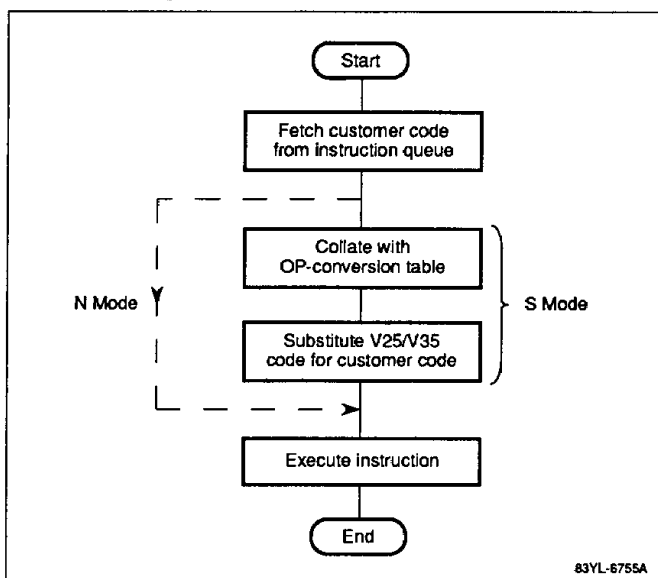 Start
Fetch customer code
from instruction queue
Collate with
OP-conversion table
N Mode
S Mode
Substitute V25/V35
code for customer code
Execute instruction
End
83YL-6755A